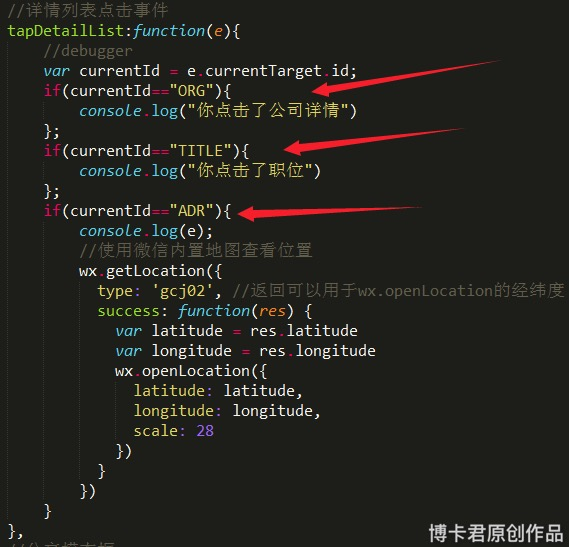 //详情列表点击事件
tapDetailList:function(e){
//debugger
var currentId = e.currentTarget.id;
if(currentId=="ORG"){
console.log("你点击了公司详情")
};
if(currentId=="TITLE"){
console.log("你点击了职位")
};
if(currentId=="ADR"){
console.log(e);
//使用微信内置地图查看位置
wx.getLocation({
type: 'gcj02', //返回可以用于wx.openLocation的经纬度
success: function(res) {
var latitude = res.latitude
var longitude = res.longitude
wx.openLocation({
latitude: latitude,
longitude: longitude,
scale: 28
})
}
})
}
},
博卡君原创作品